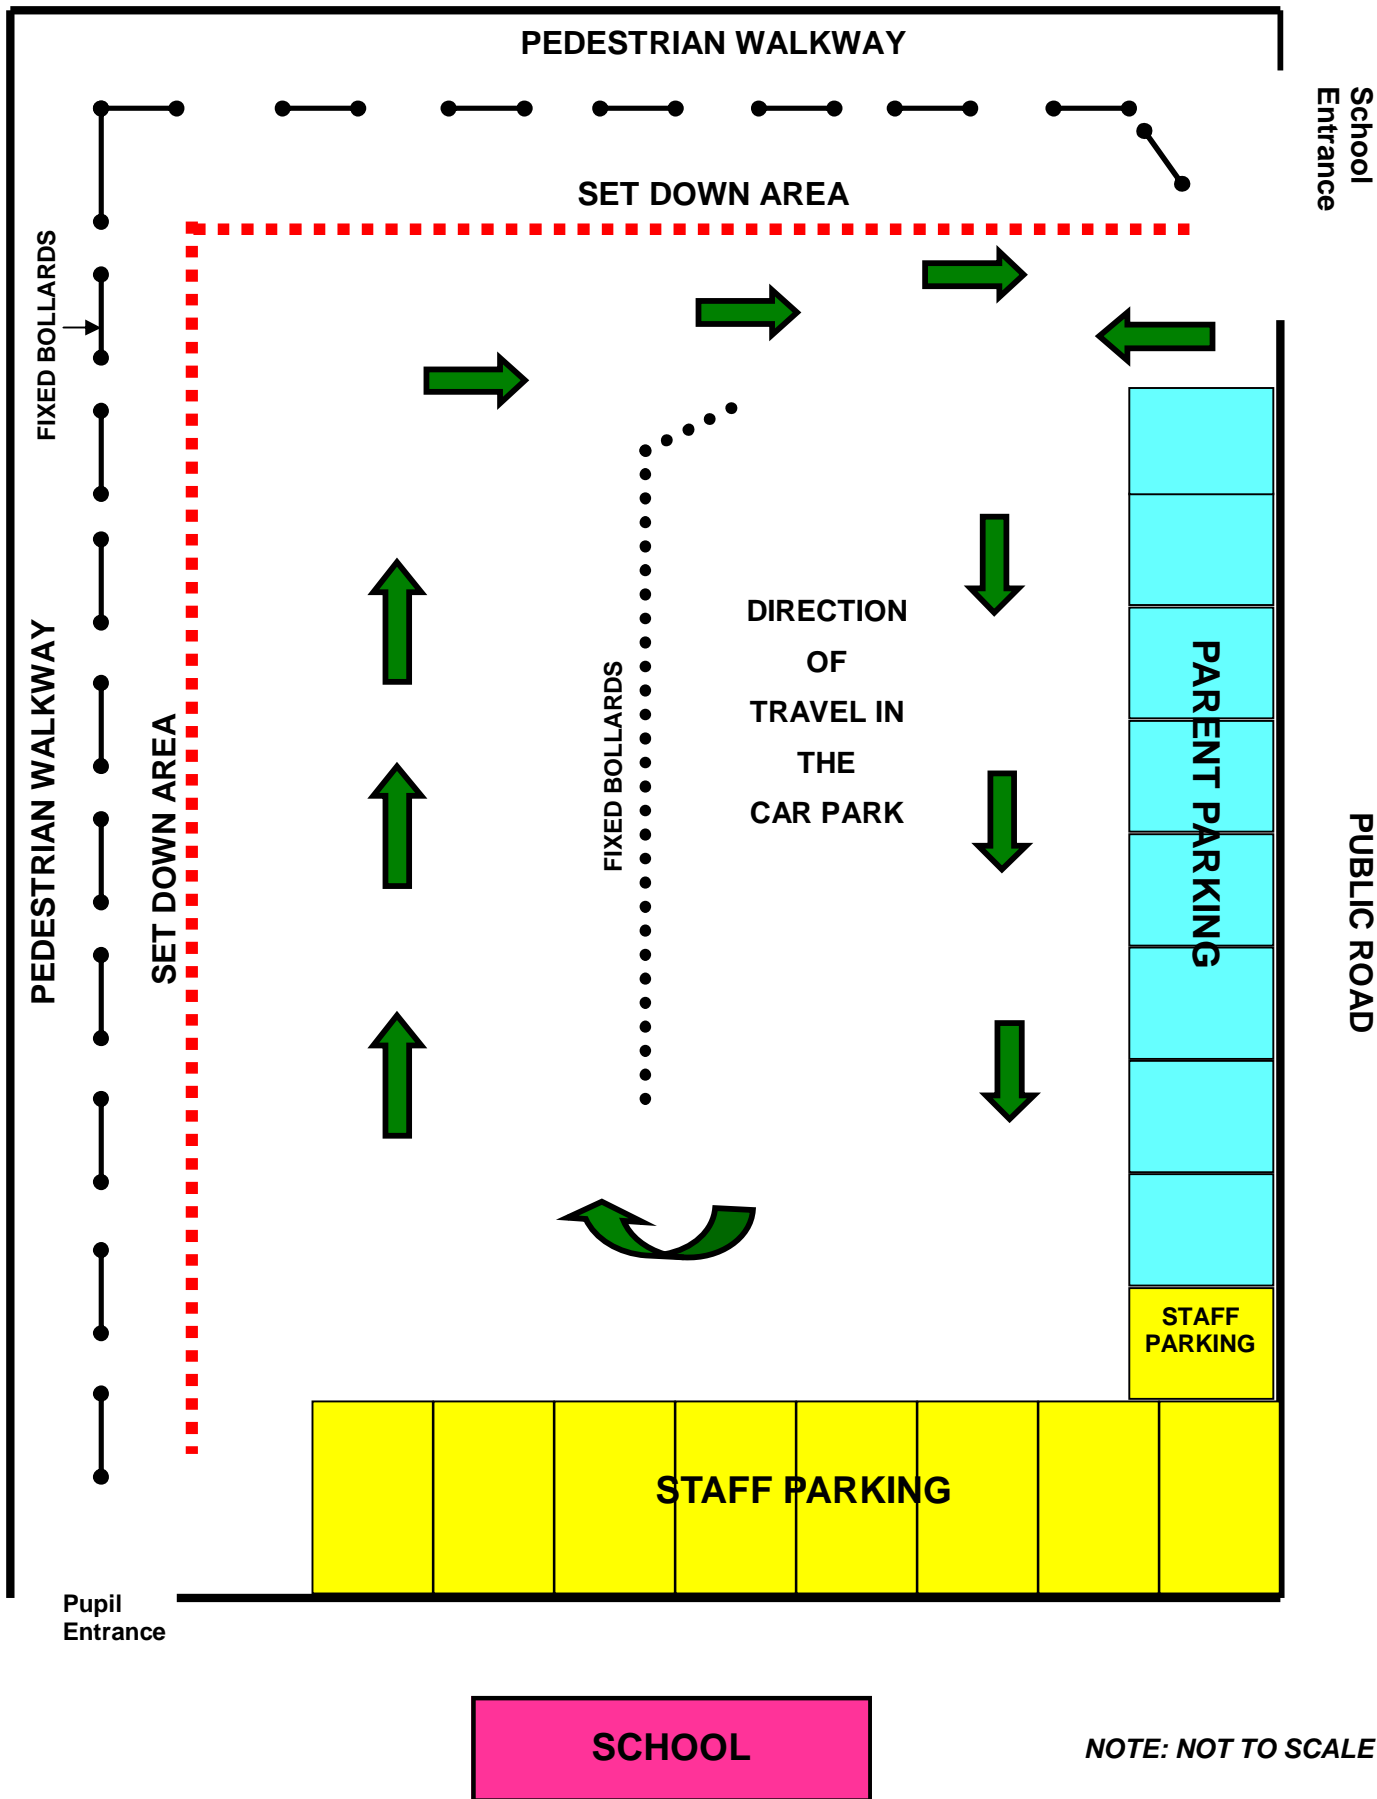 PEDESTRIAN WALKWAY
School
Entrance
SET DOWN AREA
FIXED BOLLARDS
PEDESTRIAN WALKWAY
SET DOWN AREA
FIXED BOLLARDS
DIRECTION
OF
TRAVEL IN
THE
CAR PARK
PARENT PARKING
PUBLIC ROAD
STAFF
PARKING
STAFF PARKING
Pupil
Entrance
SCHOOL
NOTE: NOT TO SCALE